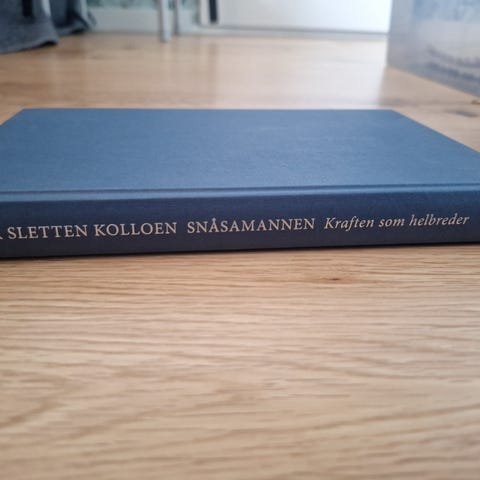 A SLETTEN KOLLOEN SNÅSAMANNEN Kraften som helbreder